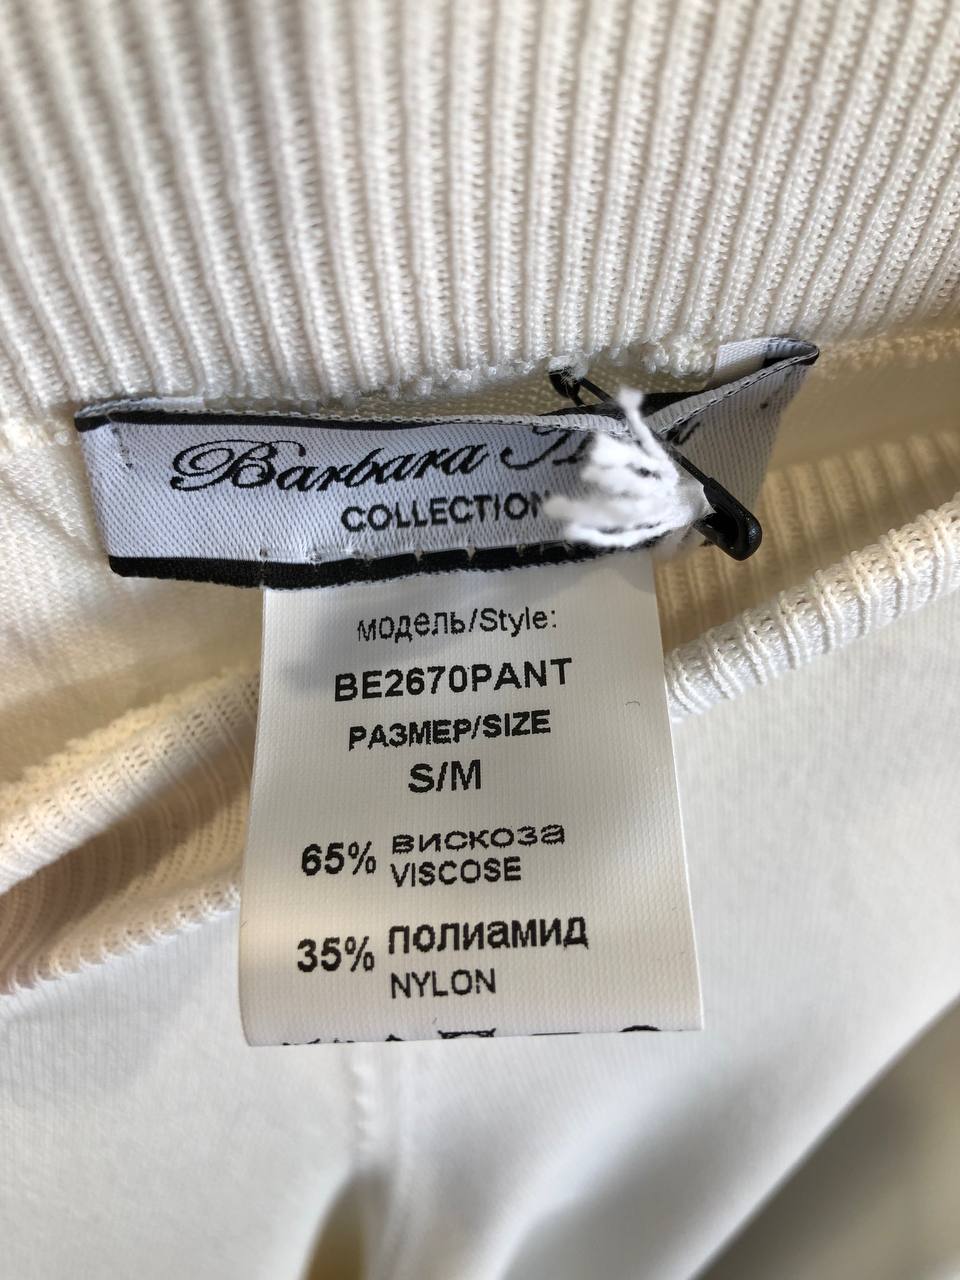 Barbara
COLLECTION
модель/Style:
BE2670PANT
РАЗМЕР/SIZE
S/M
65% вискоза
VISCOSE
35% полиамид
NYLON